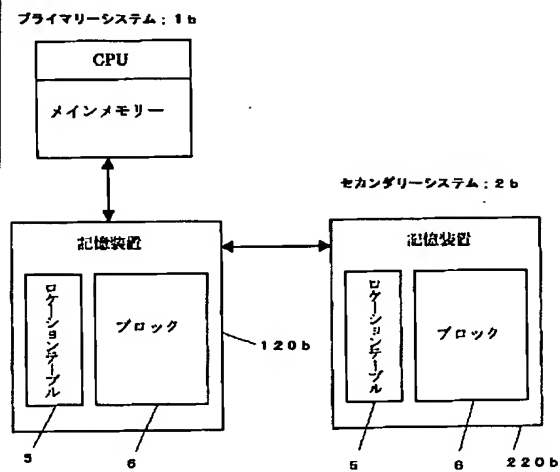 プライマリーシステム:1b
CPU
メインメモリー
セカンダリーシステム:2b
記憶装置
ロケーションテーブル
ブロック
120b
5
6
記憶装置
ロケーションテーブル
ブロック
5
6
220b